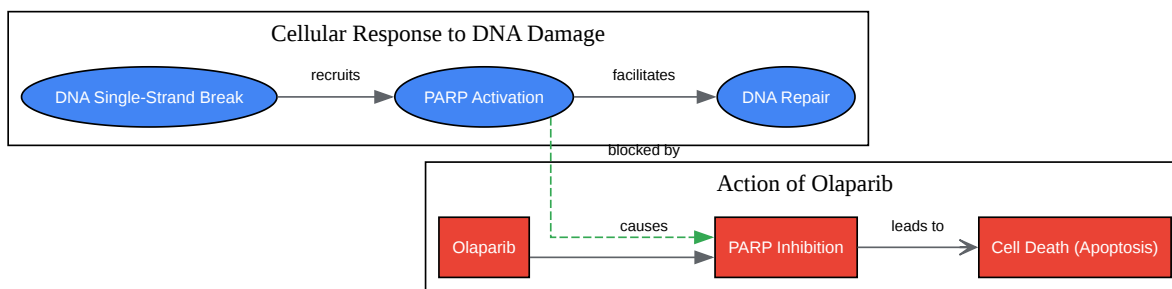 Cellular Response to DNA Damage
DNA Single-Strand Break
recruits
PARP Activation
facilitates
DNA Repair
blocked by
Action of Olaparib
Olaparib
causes
PARP Inhibition
leads to
Cell Death (Apoptosis)